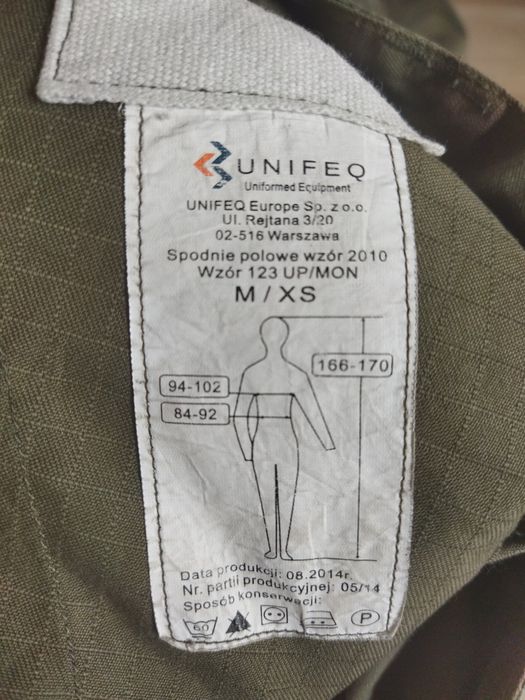 UNIFEQ
Uniformed Equipment
UNIFEQ Europe Sp. z o.o.
Ul. Rejtana 3/20
02-516 Warszawa
Spodnie polowe wzór 2010
Wzór 123 UP/MON
M / XS
166-170
94-102
84-92
Data produkcji: 08.2014r.
Nr. partii produkcyjnej: 05/14
Sposób konserwacji:
60
P